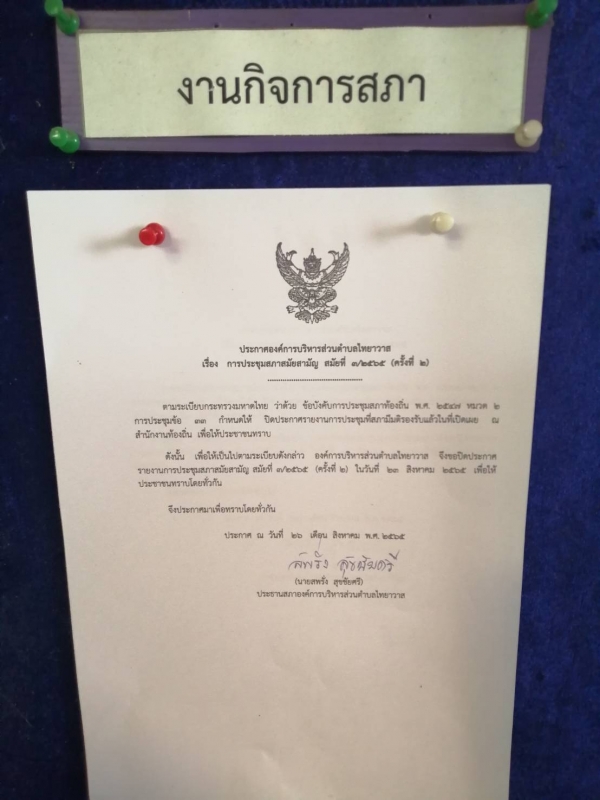 งานกิจการสภา
ประกาศองค์การบริหารส่วนตำบลไทยาวาส
เรื่อง การประชุมสภาสมัยสามัญ สมัยที่ ๓/๒๕๖๕ (ครั้งที่ ๒)
ตามระเบียบกระทรวงมหาดไทย ว่าด้วย ข้อบังคับการประชุมสภาท้องถิ่น พ.ศ. ๒๕๔๗ หมวด ๒
การประชุมข้อ ๓๓ กำหนดให้ ปิดประกาศรายงานการประชุมที่สภามีมติรองรับแล้วในที่เปิดเผย ณ
สำนักงานท้องถิ่น เพื่อให้ประชาชนทราบ
ดังนั้น เพื่อให้เป็นไปตามระเบียบดังกล่าว องค์การบริหารส่วนตำบลไทยาวาส จึงขอปิดประกาศ
รายงานการประชุมสภาสมัยสามัญ สมัยที่ ๓/๒๕๖๕ (ครั้งที่ ๒) ในวันที่ ๒๓ สิงหาคม ๒๕๖๕ เพื่อให้
ประชาชนทราบโดยทั่วกัน
จึงประกาศมาเพื่อทราบโดยทั่วกัน
ประกาศ ณ วันที่ ๒๖ เดือน สิงหาคม พ.ศ. ๒๕๖๕
สพรั่ง สุขชัยศรี
(นายสพรั่ง สุขชัยศรี)
ประธานสภาองค์การบริหารส่วนตำบลไทยาวาส